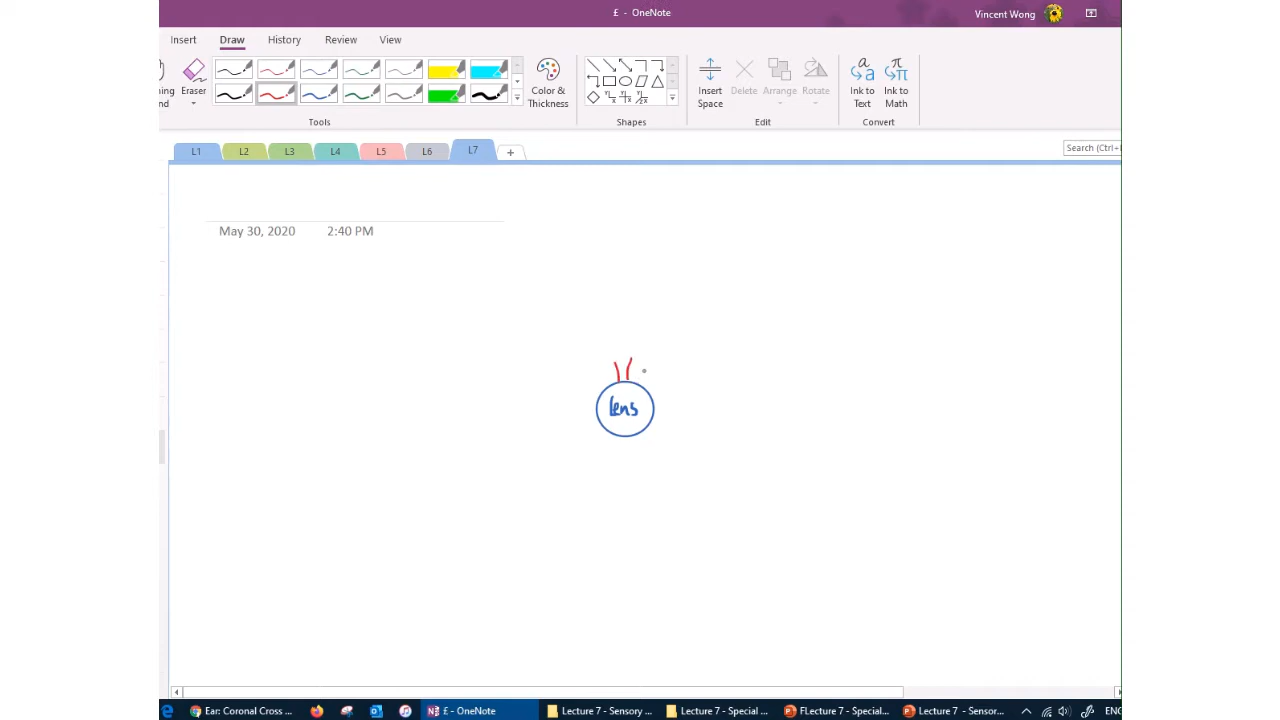 £ - OneNote
Vincent Wong
Insert
Draw
History
Review
View
Eraser
Color &
Thickness
Insert
Space
Delete
Arrange
Rotate
Ink to
Text
Ink to
Math
Tools
Shapes
Edit
Convert
L1
L2
L3
L4
L5
L6
L7
Search (Ctrl+
May 30, 2020
2:40 PM
lens
Ear: Coronal Cross ...
£ - OneNote
Lecture 7 - Sensory ...
Lecture 7 - Special ...
FLecture 7 - Special...
Lecture 7 - Sensor...
ENG